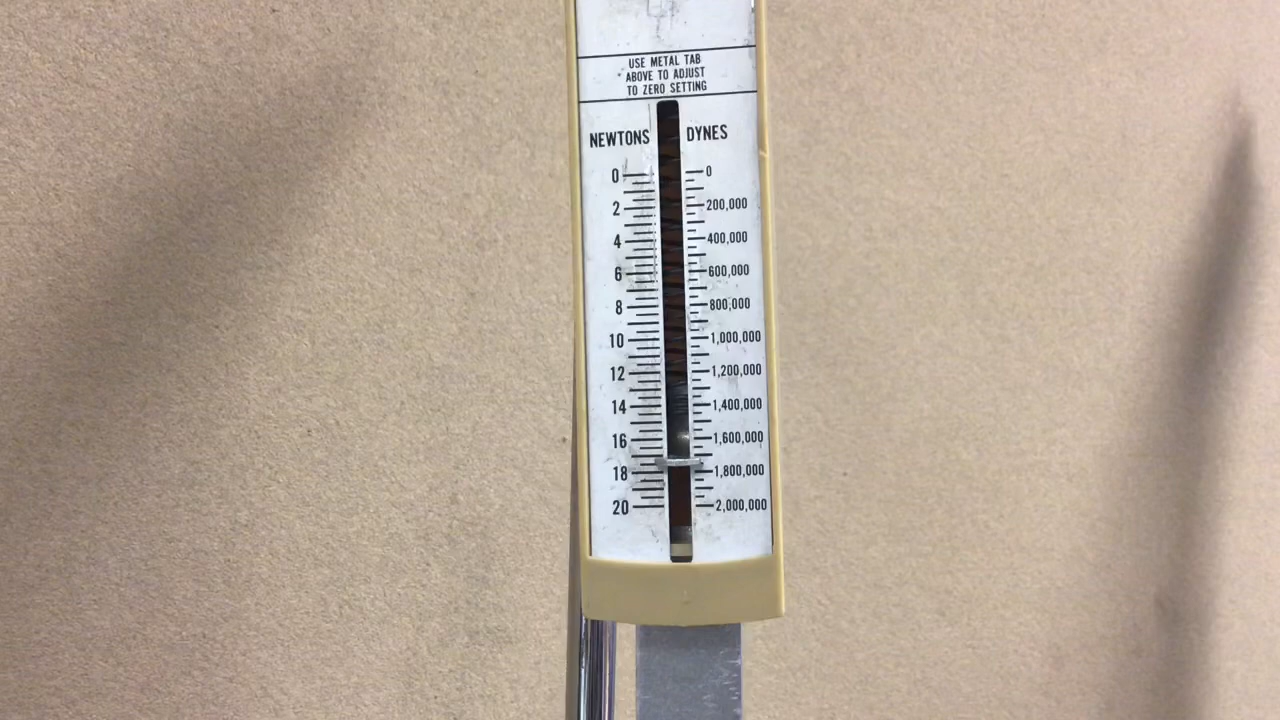 USE METAL TAB
ABOVE TO ADJUST
TO ZERO SETTING
NEWTONS DYNES
0 0
2 200,000
4 400,000
6 600,000
8 800,000
10 1,000,000
12 1,200,000
14 1,400,000
16 1,600,000
18 1,800,000
20 2,000,000